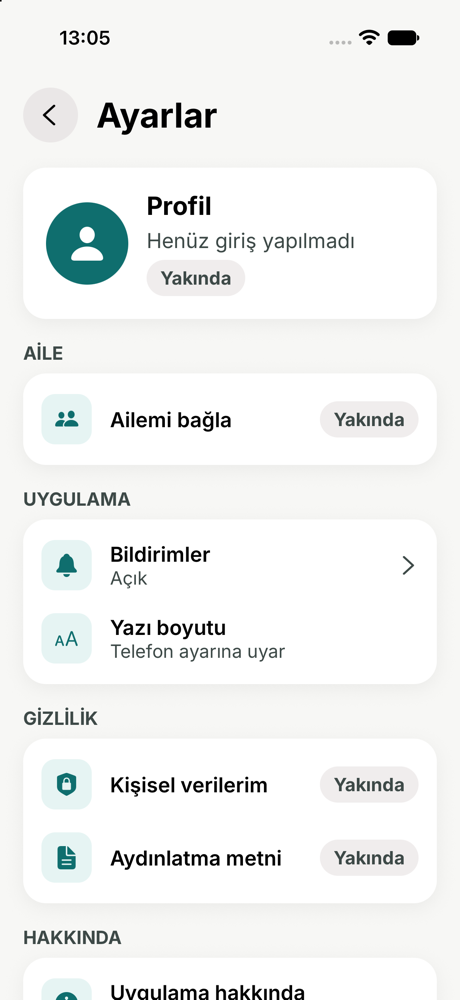 13:05
Ayarlar
Profil
Henüz giriş yapılmadı
Yakında
AİLE
Ailemi bağla
Yakında
UYGULAMA
Bildirimler
Açık
AA
Yazı boyutu
Telefon ayarına uyar
GİZLİLİK
Kişisel verilerim
Yakında
Aydınlatma metni
Yakında
HAKKINDA
Uygulama hakkında